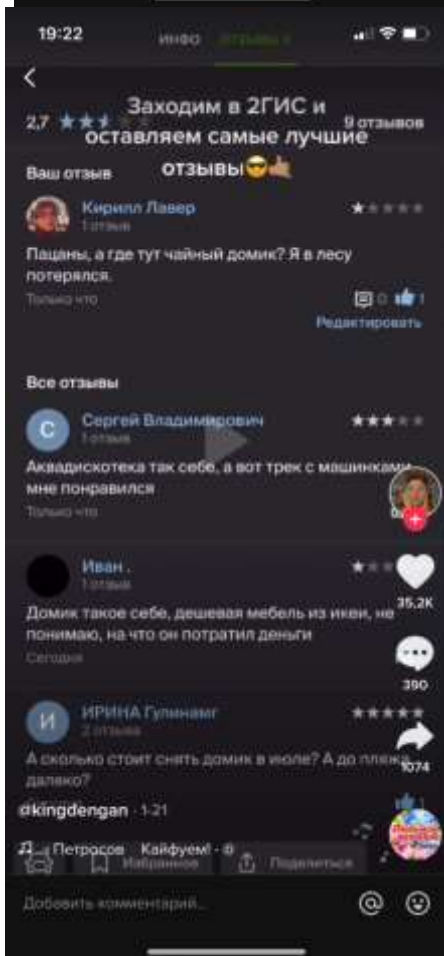 19:22
ИНФО ОТЗЫВЫ
Заходим в 2ГИС и
2,7 9 отзывов
оставляем самые лучшие
отзывы😎🤙🏽
Ваш отзыв
Кирилл Лавер
1 отзыв
Пацаны, а где тут чайный домик? Я в лесу
потерялся.
Только что
0 1
Редактировать
Все отзывы
С Сергей Владимирович
1 отзыв
Аквадискотека так себе, а вот трек с машинками
мне понравился
Только что
Иван .
1 отзыв
Домик такое себе, дешевая мебель из икеи, не
понимаю, на что он потратил деньги
35.2K
Сегодня
390
И ИРИНА Гулинамг
2 отзыва
А сколько стоит снять домик в июле? А до пляжа
далеко?
1074
@kingdengan · 1-21
Петросов Кайфуем! -
Избранное Поделиться
Добавить комментарий...